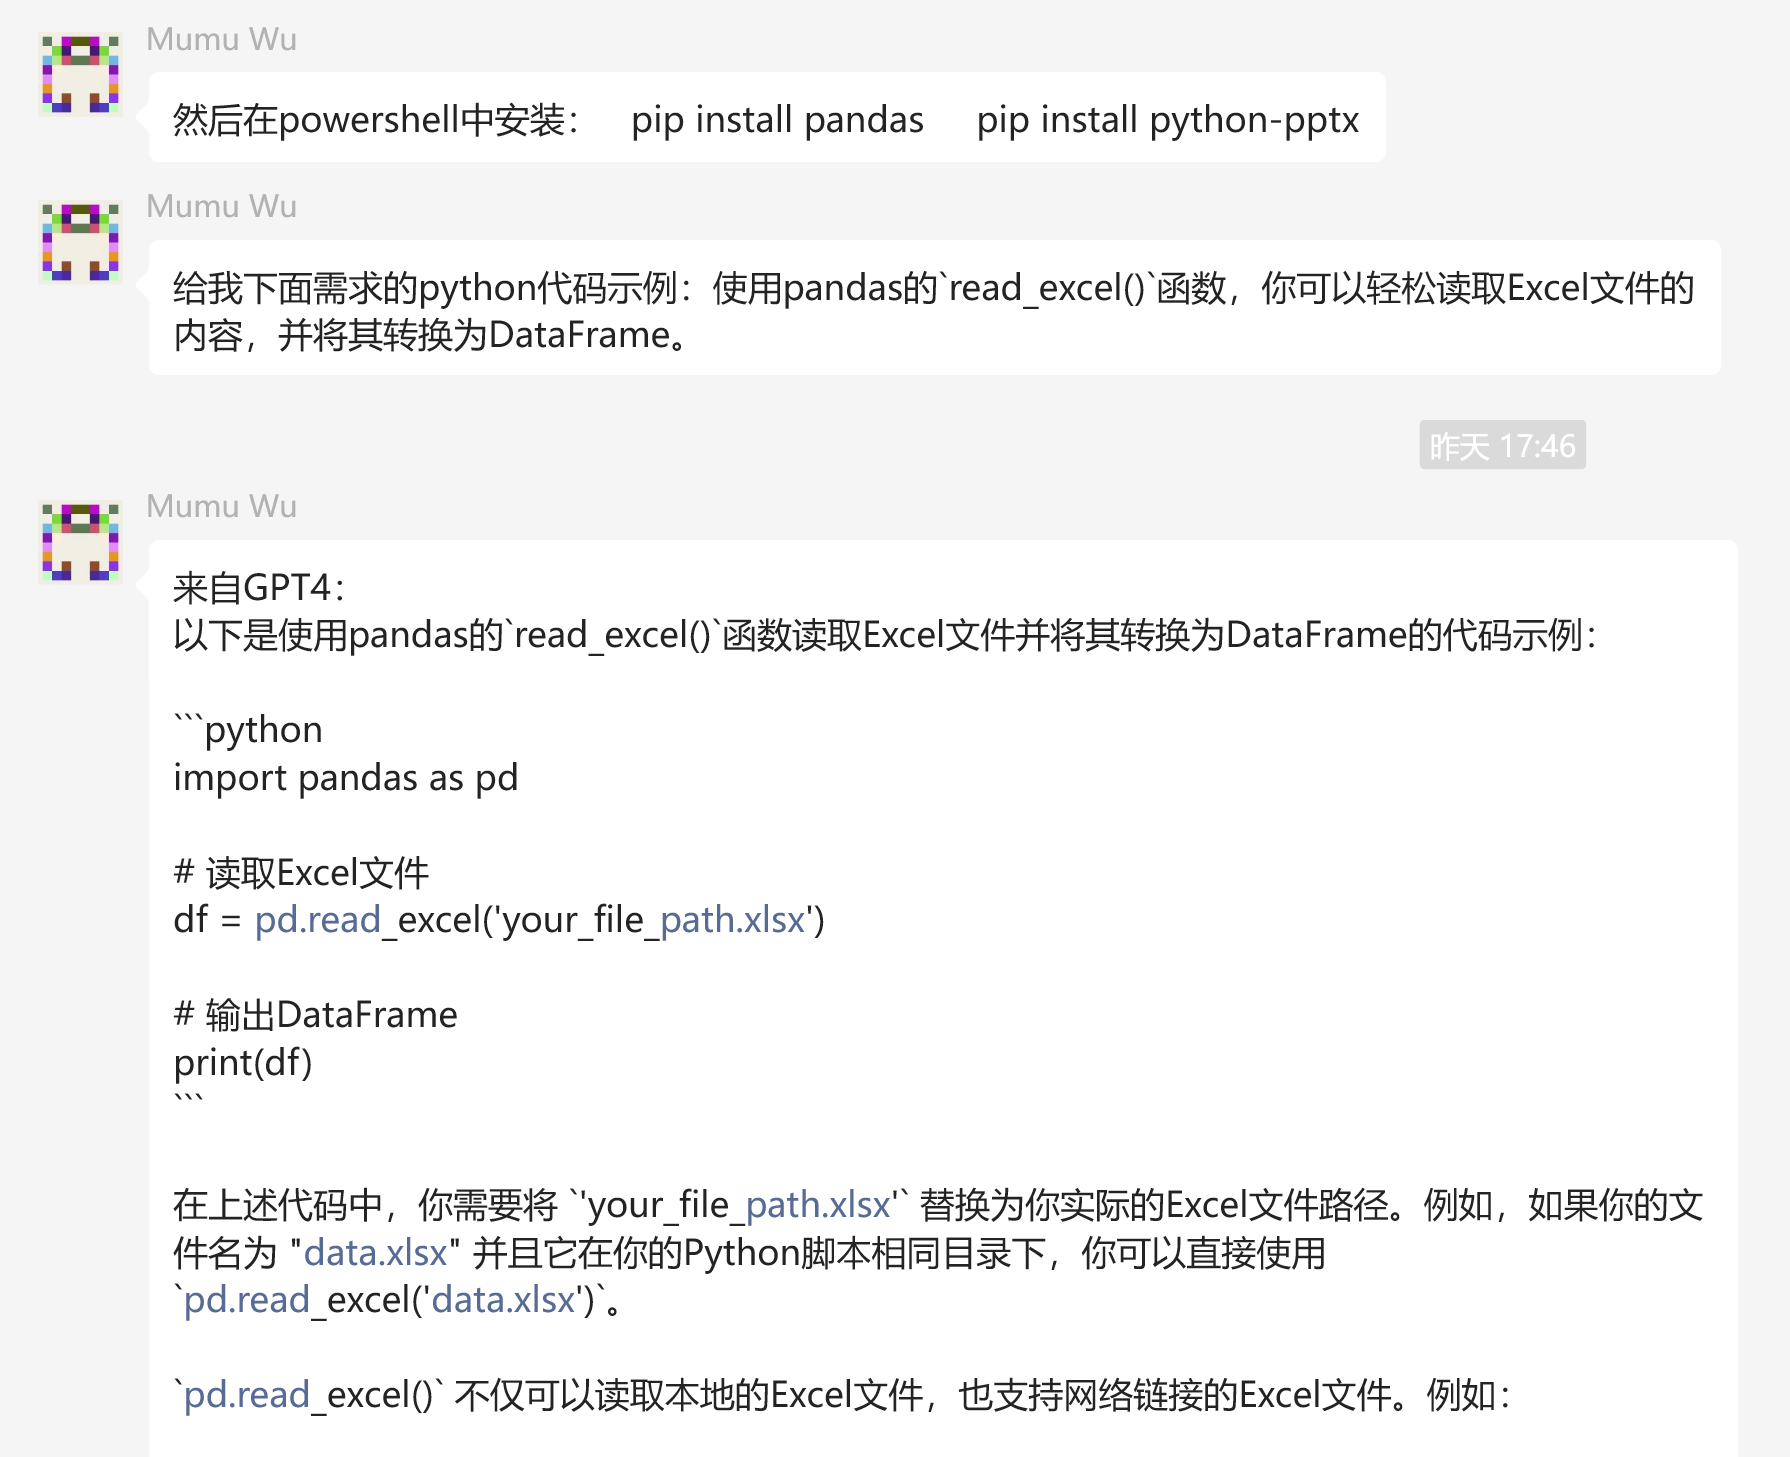 Mumu Wu
然后在powershell中安装：  pip install pandas  pip install python-pptx
Mumu Wu
给我下面需求的python代码示例：使用pandas的`read_excel()`函数，你可以轻松读取Excel文件的
内容，并将其转换为DataFrame。
昨天 17:46
Mumu Wu
来自GPT4：
以下是使用pandas的`read_excel()`函数读取Excel文件并将其转换为DataFrame的代码示例：
```python
import pandas as pd
# 读取Excel文件
df = pd.read_excel('your_file_path.xlsx')
# 输出DataFrame
print(df)
```
在上述代码中，你需要将 `'your_file_path.xlsx'` 替换为你实际的Excel文件路径。例如，如果你的文
件名为 "data.xlsx" 并且它在你的Python脚本相同目录下，你可以直接使用
`pd.read_excel('data.xlsx')`。
`pd.read_excel()` 不仅可以读取本地的Excel文件，也支持网络链接的Excel文件。例如：